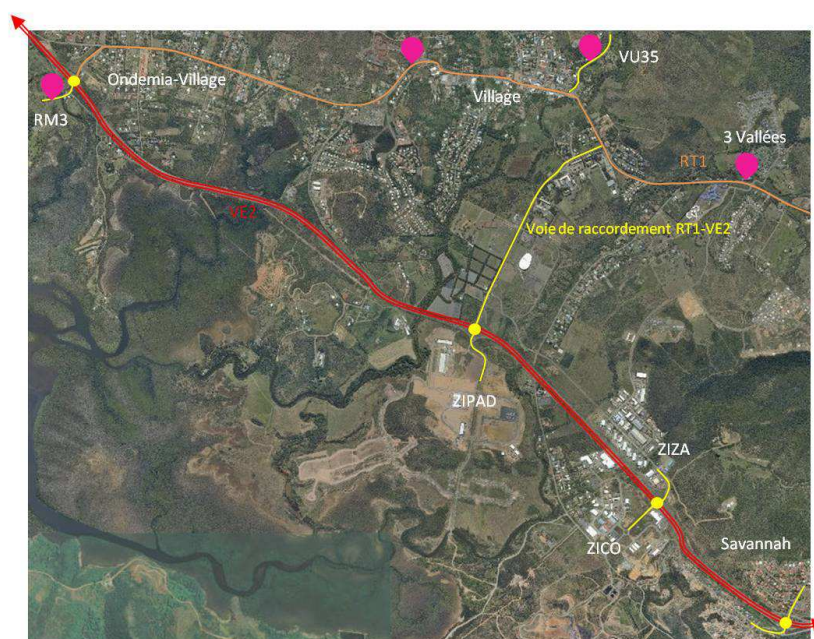 VU35
Ondemia-Village
Village
RM3
3 Vallées
RT1
VE2
Voie de raccordement RT1-VE2
ZIPAD
ZIZA
ZICO
Savannah